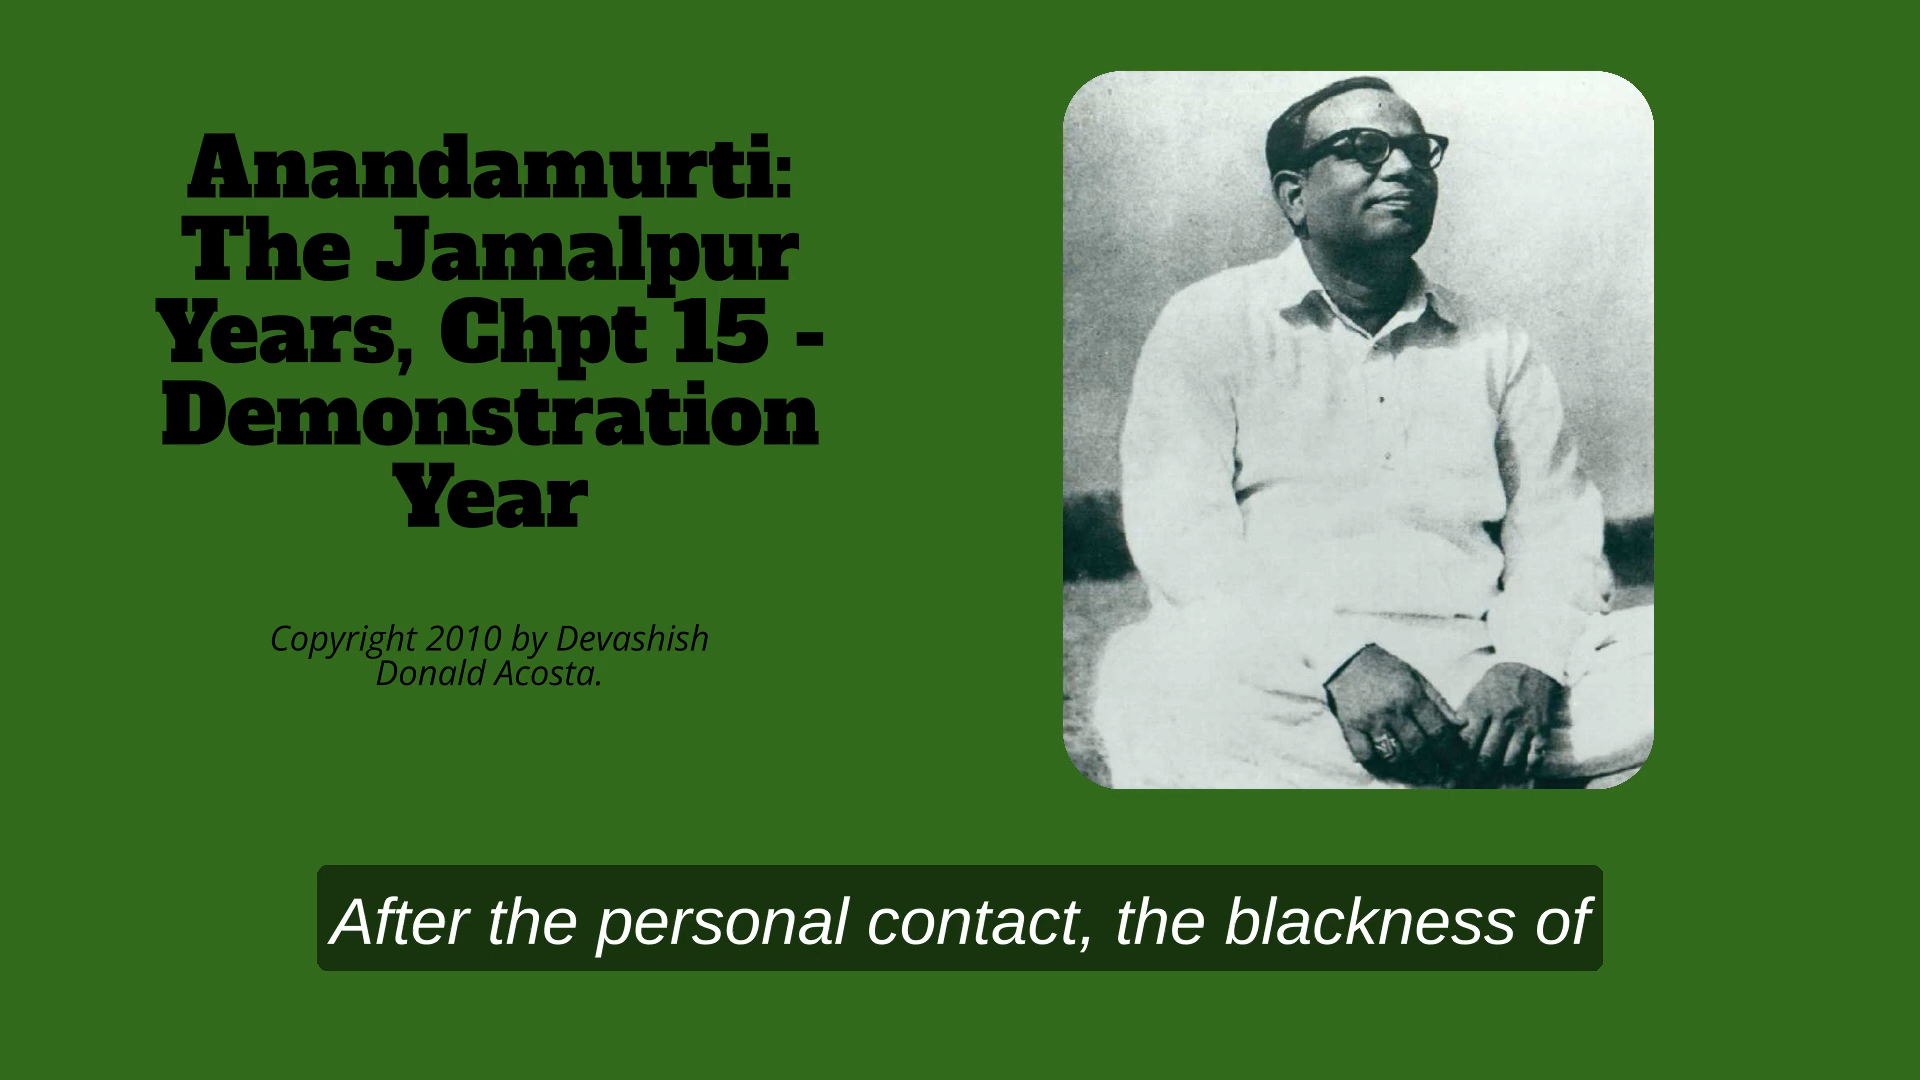 Anandamurti:
The Jamalpur
Years, Chpt 15 -
Demonstration
Year
Copyright 2010 by Devashish
Donald Acosta.
After the personal contact, the blackness of